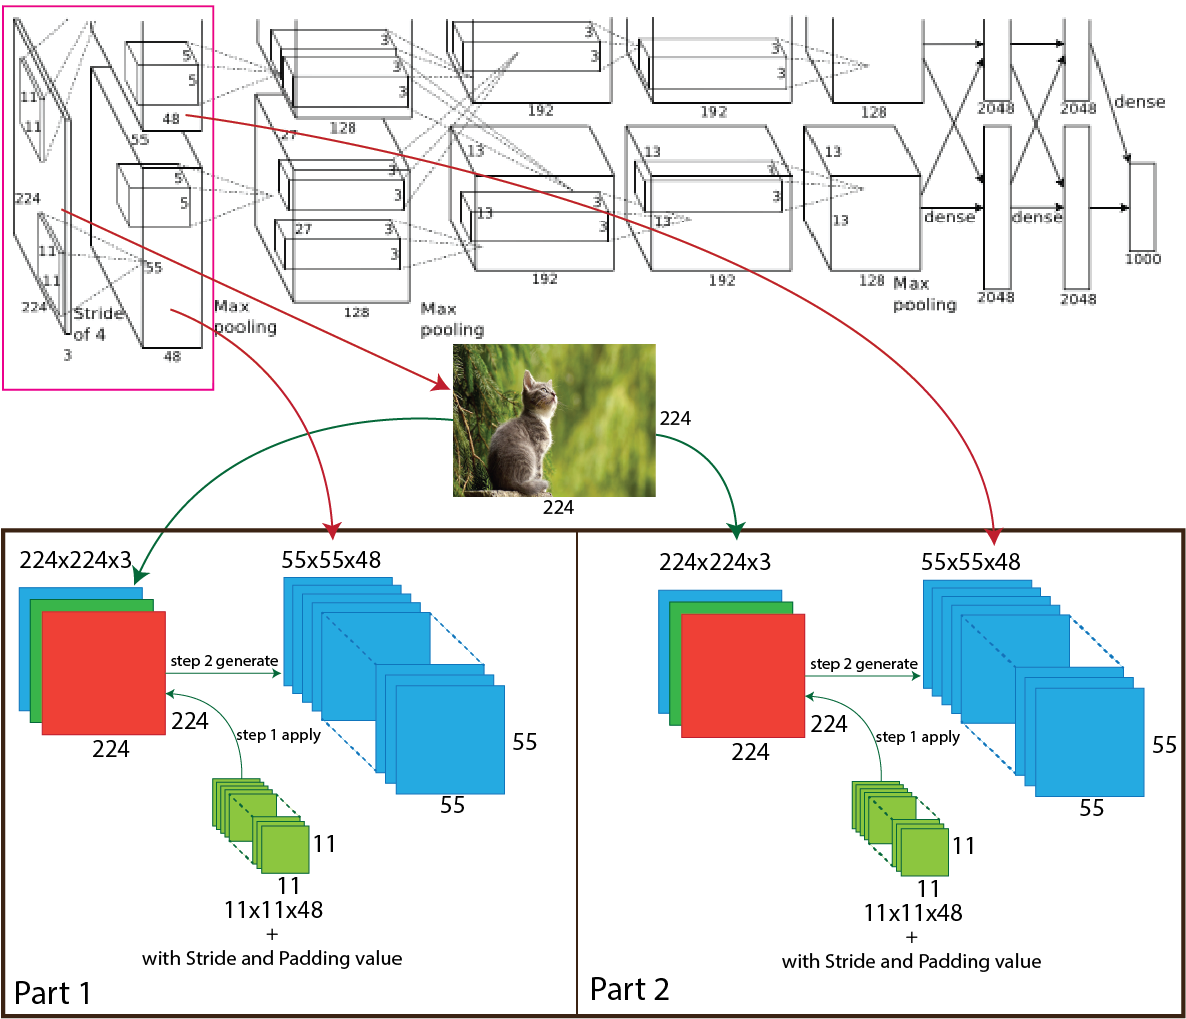 5
5
48
55
5
5
55
48
11
11
224
11
11
224
3
Stride
of 4
Max
pooling
3
3
3
128
27
3
3
27
3
3
128
Max
pooling
3
3
192
13
3
13
3
192
3
3
192
13
3
3
13
192
128
13
13
128
Max
pooling
2048
2048
dense
dense
dense
2048
2048
1000
224
224
224x224x3
55x55x48
step 2 generate
224
224
step 1 apply
55
55
11
11
11x11x48
+
with Stride and Padding value
Part 1
224x224x3
55x55x48
step 2 generate
224
224
step 1 apply
55
55
11
11
11x11x48
+
with Stride and Padding value
Part 2